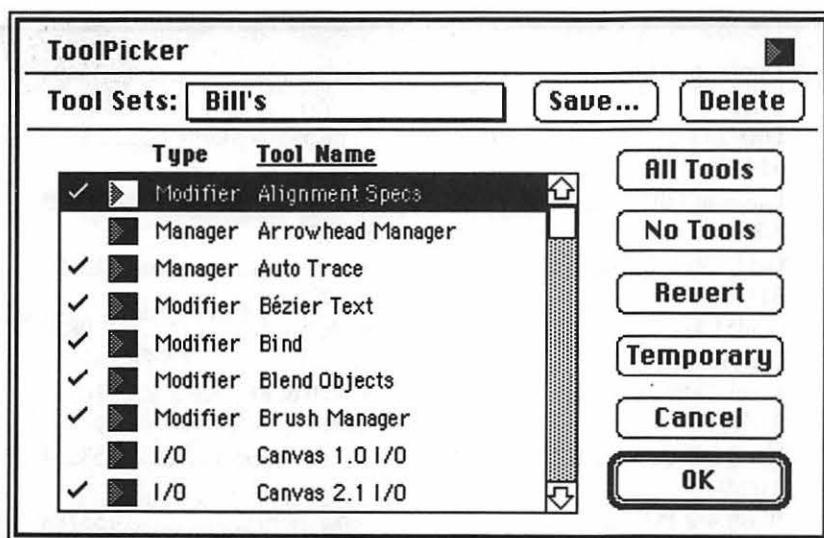 ToolPicker
Tool Sets: Bill's Save... Delete
Type Tool Name
✓ Modifier Alignment Specs
Manager Arrowhead Manager
✓ Manager Auto Trace
✓ Modifier Bézier Text
✓ Modifier Bind
✓ Modifier Blend Objects
✓ Modifier Brush Manager
I/O Canvas 1.0 I/O
✓ I/O Canvas 2.1 I/O
All Tools
No Tools
Revert
Temporary
Cancel
OK